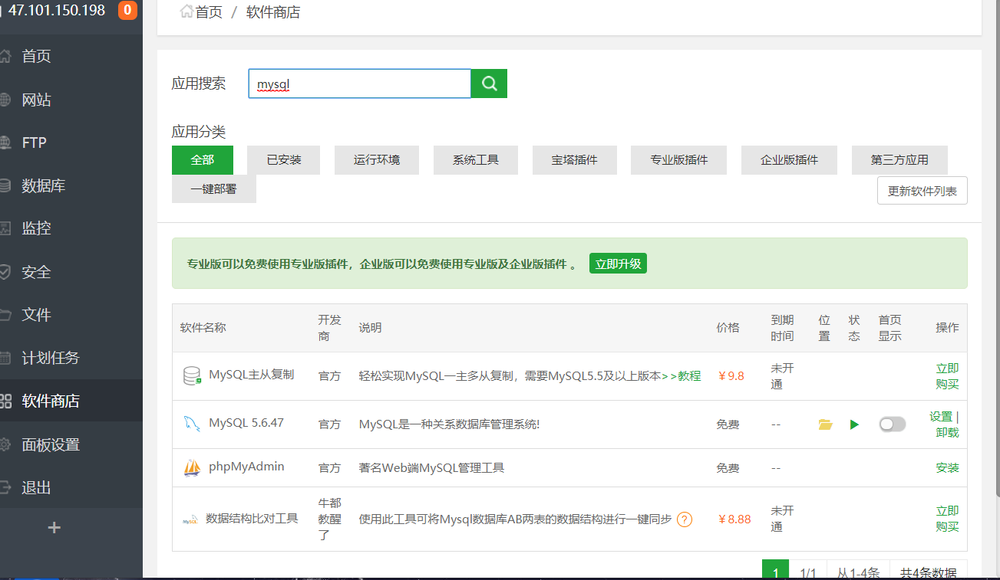 47.101.150.198 0
首页
网站
FTP
数据库
监控
安全
文件
计划任务
软件商店
面板设置
退出
+
首页 / 软件商店
应用搜索 mysql
应用分类
全部 已安装 运行环境 系统工具 宝塔插件 专业版插件 企业版插件 第三方应用
一键部署 更新软件列表
专业版可以免费使用专业版插件，企业版可以免费使用专业版及企业版插件 。 立即升级
软件名称 开发商 说明 价格 到期时间 位置 状态 首页显示 操作
MySQL主从复制 官方 轻松实现MySQL一主多从复制，需要MySQL5.5及以上版本>>教程 ￥9.8 未开通 立即购买
MySQL 5.6.47 官方 MySQL是一种关系数据库管理系统! 免费 -- 设置 | 卸载
phpMyAdmin 官方 著名Web端MySQL管理工具 免费 -- 安装
MySQL 数据结构比对工具 牛都教醒了 使用此工具可将Mysql数据库AB两表的数据结构进行一键同步 ? ￥8.88 未开通 立即购买
1 1/1 从1-4条 共4条数据